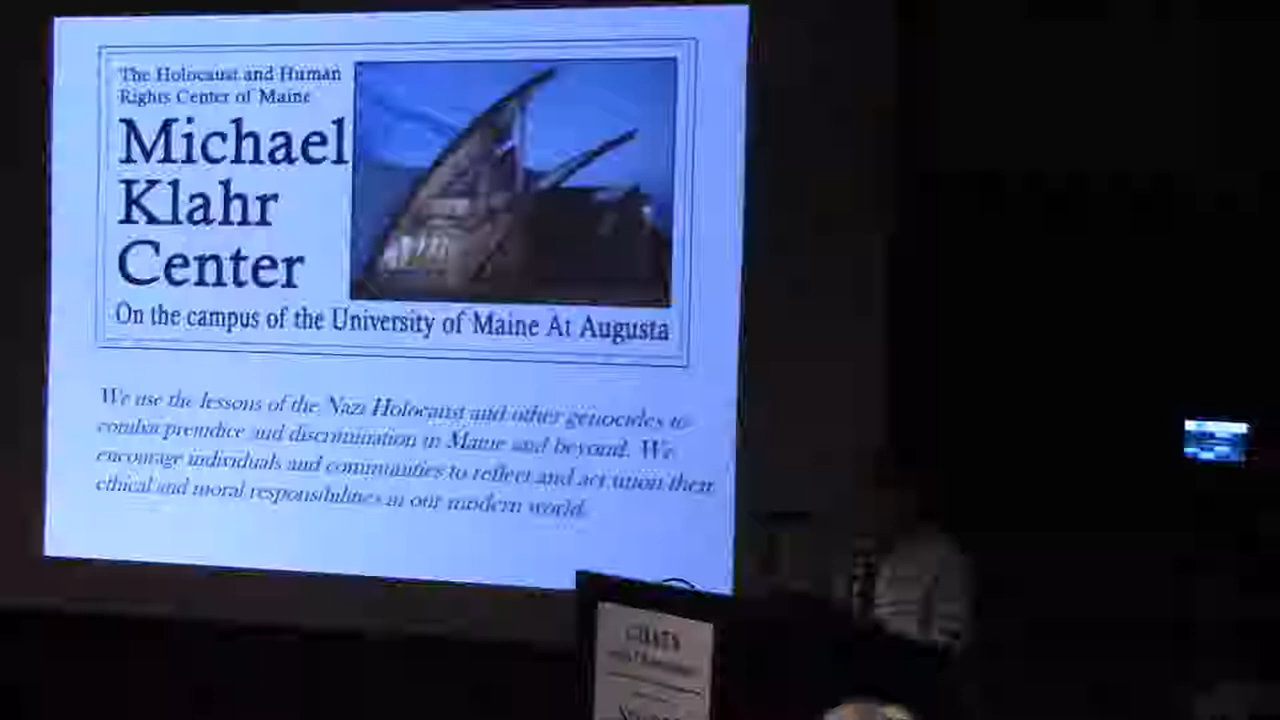 The Holocaust and Human
Rights Center of Maine
Michael
Klahr
Center
On the campus of the University of Maine At Augusta
We use the lessons of the Nazi Holocaust and other genocides to
combat prejudice and discrimination in Maine and beyond. We
encourage individuals and communities to reflect and act upon their
ethical and moral responsibilities in our modern world.